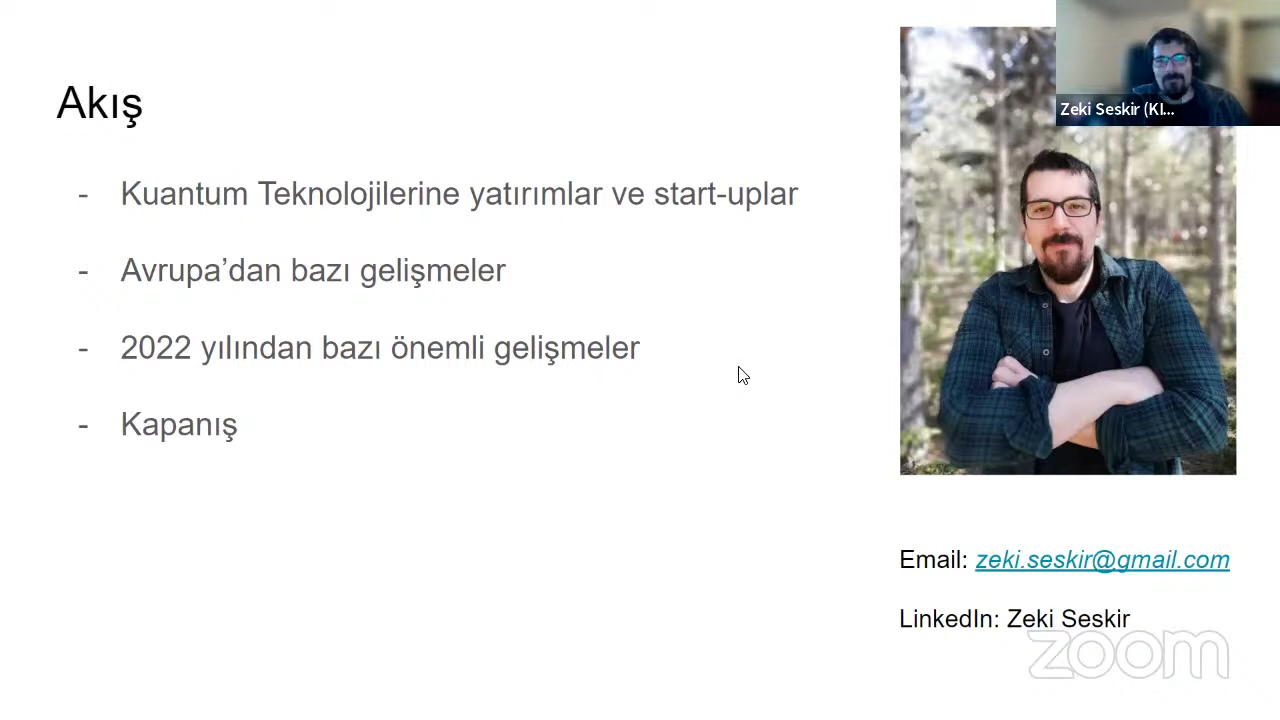 Akış
- Kuantum Teknolojilerine yatırımlar ve start-uplar
- Avrupa’dan bazı gelişmeler
- 2022 yılından bazı önemli gelişmeler
- Kapanış
Zeki Seskir (KI...
Email: zeki.seskir@gmail.com
LinkedIn: Zeki Seskir
zoom